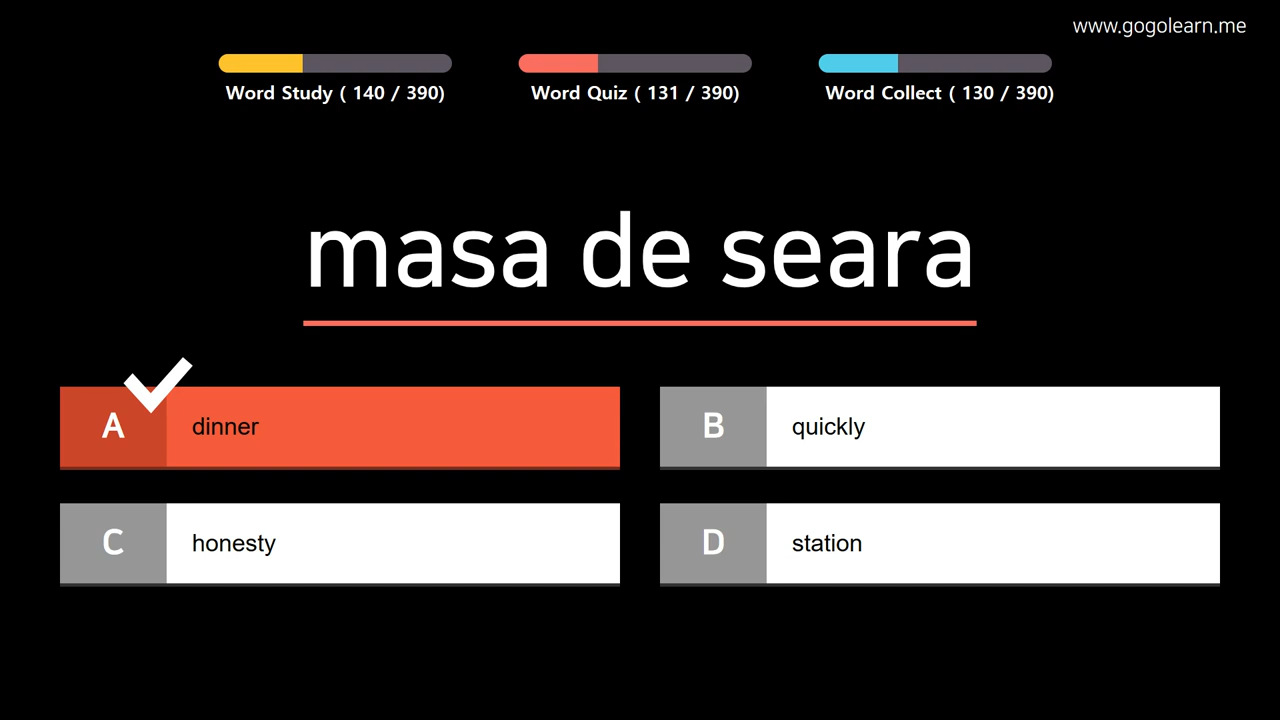 www.gogolearn.me
Word Study ( 140 / 390)
Word Quiz ( 131 / 390)
Word Collect ( 130 / 390)
masa de seara
A dinner
B quickly
C honesty
D station